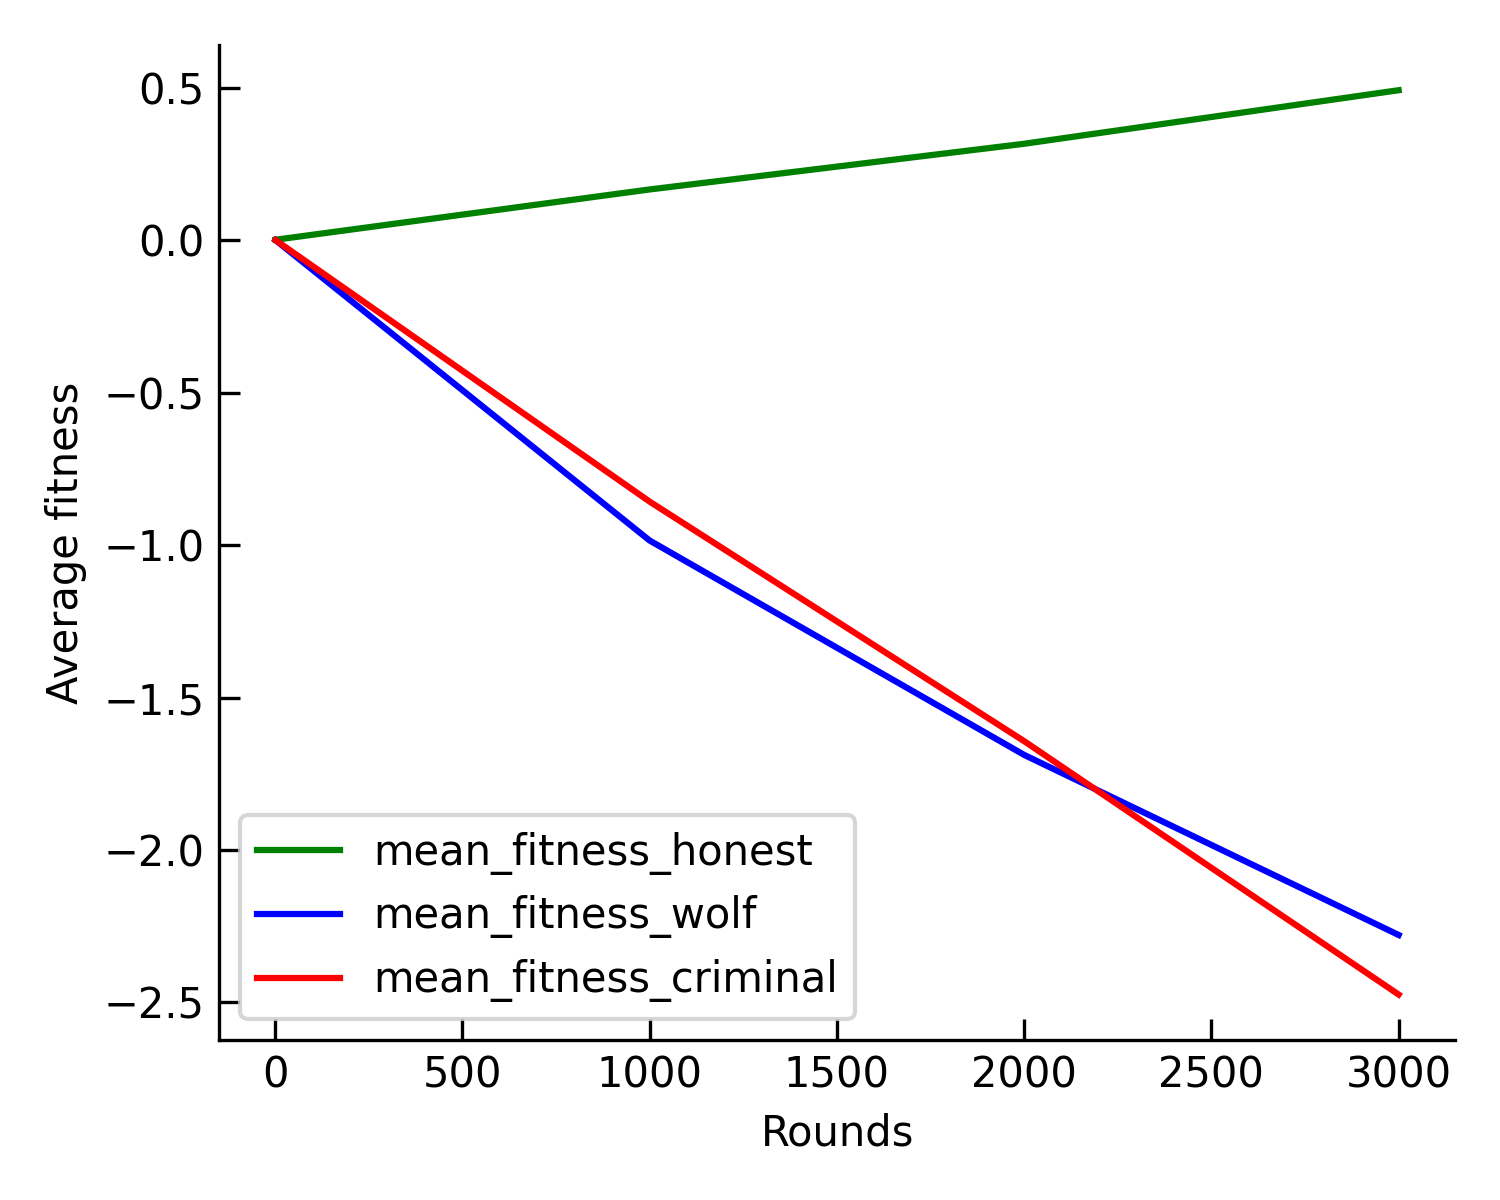 0.5
0.0
−0.5
−1.0
−1.5
−2.0
−2.5
Average fitness
mean_fitness_honest
mean_fitness_wolf
mean_fitness_criminal
0 500 1000 1500 2000 2500 3000
Rounds